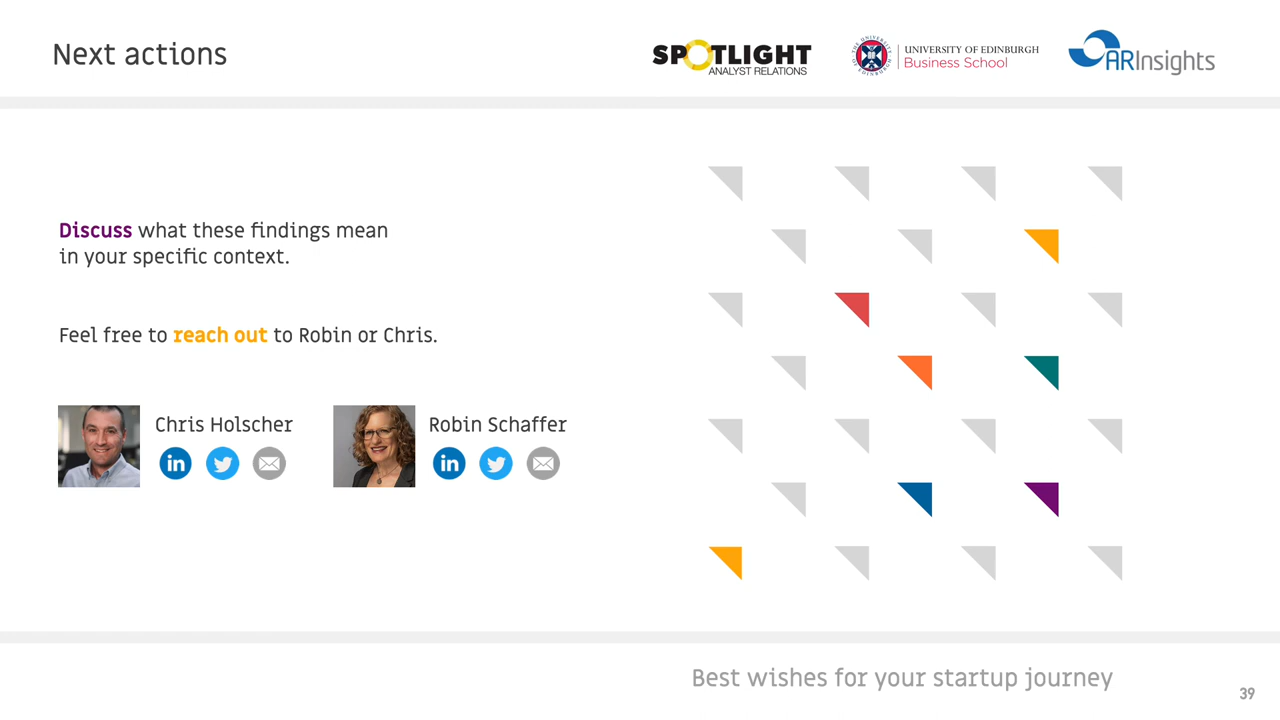 Next actions
SPOTLIGHT
ANALYST RELATIONS
UNIVERSITY OF EDINBURGH
Business School
ARInsights
Discuss what these findings mean
in your specific context.
Feel free to reach out to Robin or Chris.
Chris Holscher
in
Robin Schaffer
in
Best wishes for your startup journey
39